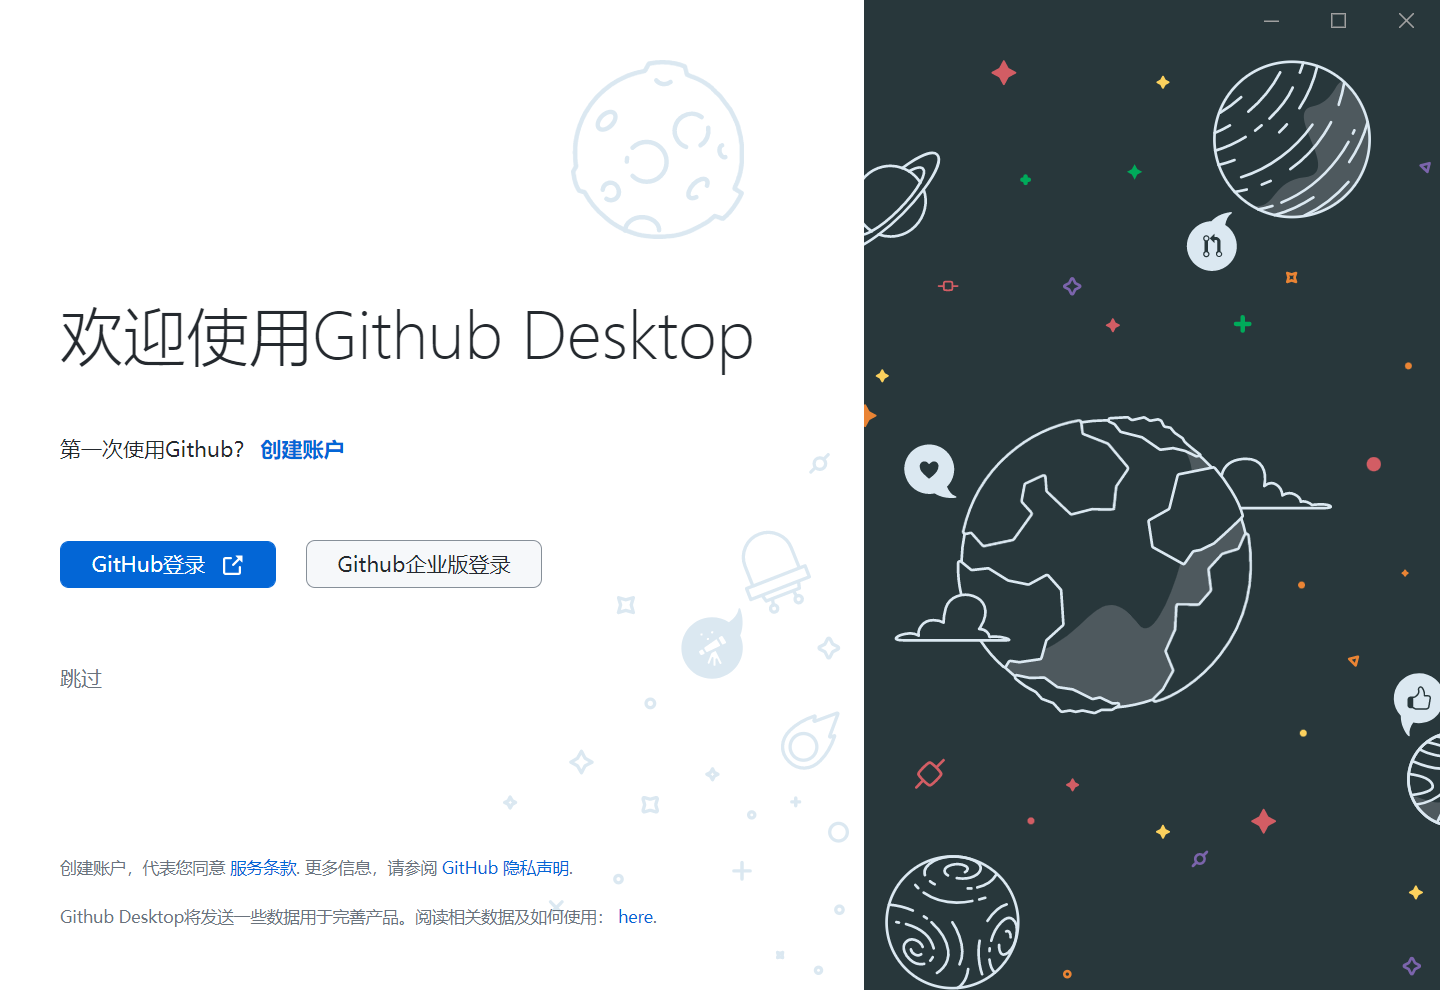 欢迎使用Github Desktop
第一次使用Github? 创建账户
GitHub登录 Github企业版登录
跳过
创建账户，代表您同意 服务条款. 更多信息，请参阅 GitHub 隐私声明.
Github Desktop将发送一些数据用于完善产品。阅读相关数据及如何使用： here.